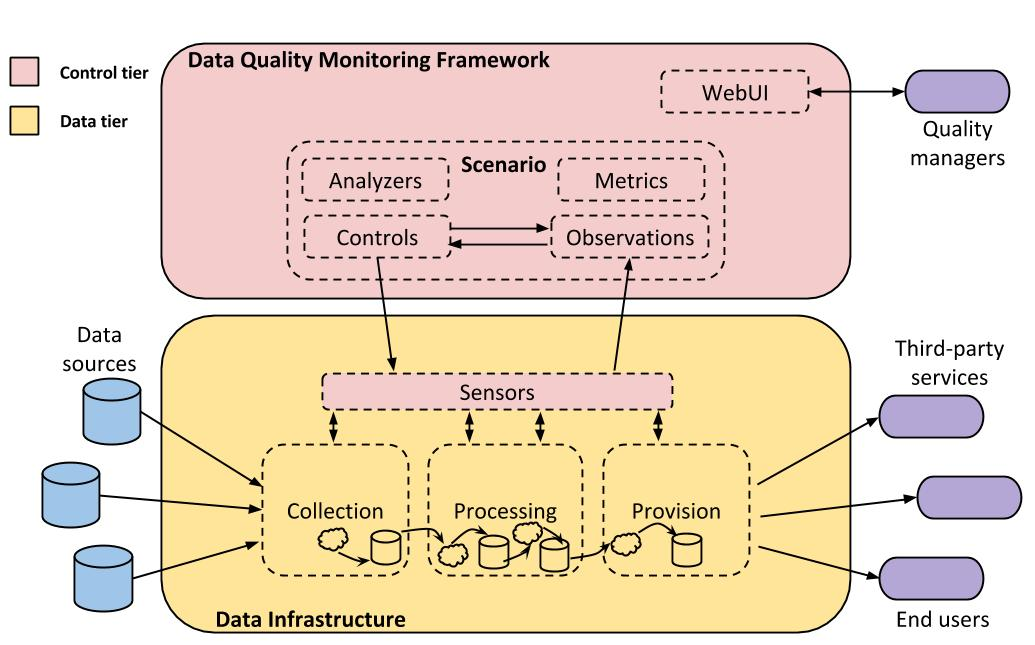 Data Quality Monitoring Framework
Control tier
Data tier
WebUI
Quality
managers
Scenario
Analyzers
Metrics
Controls
Observations
Data
sources
Third-party
services
Sensors
Collection
Processing
Provision
Data Infrastructure
End users